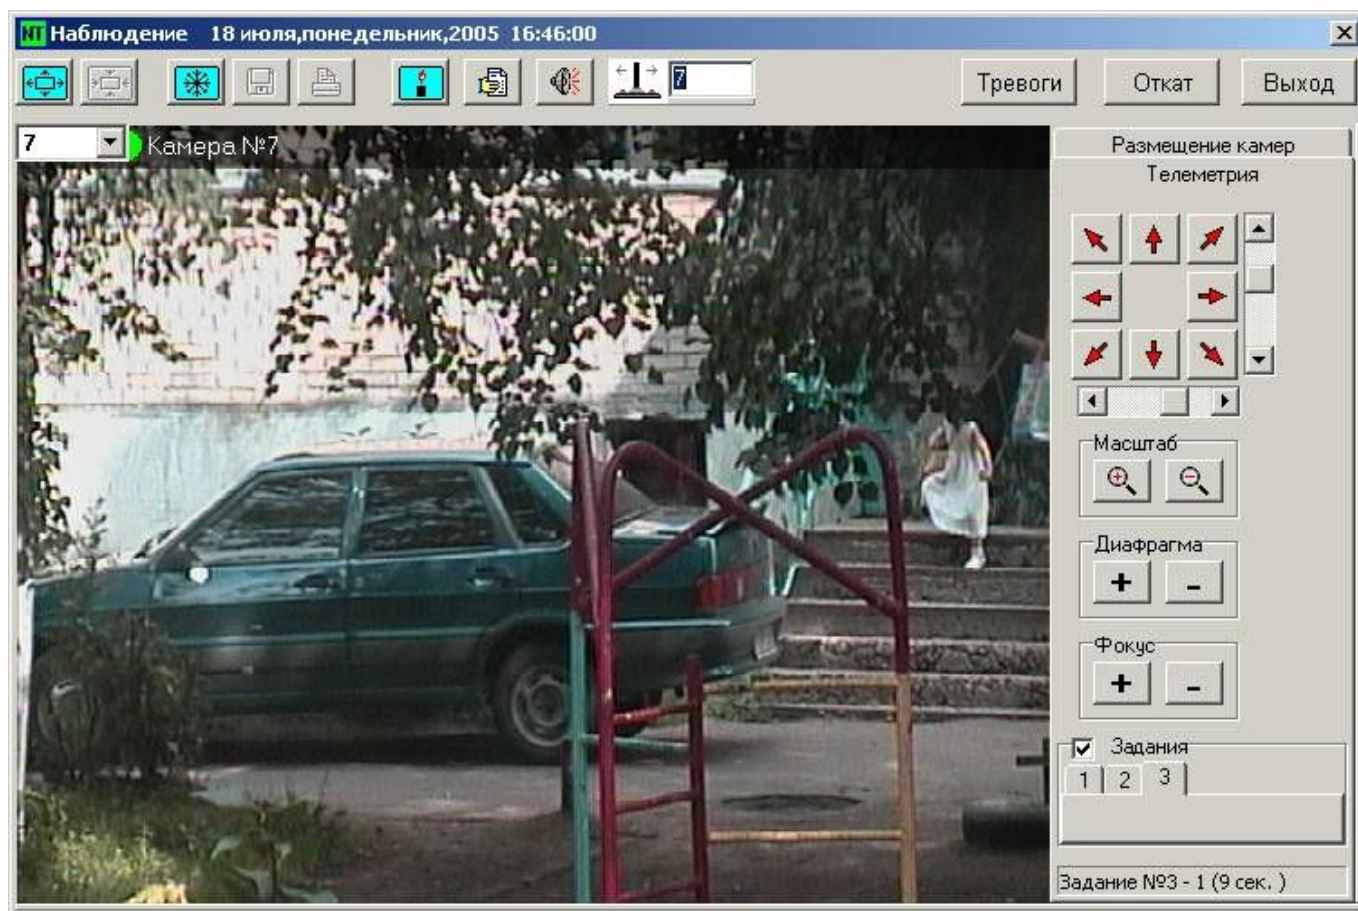 NT Наблюдение 18 июля,понедельник,2005 16:46:00
7
Тревоги Откат Выход
7 Камера №7
Размещение камер
Телеметрия
Масштаб
Диафрагма
+ -
Фокус
+ -
Задания
1 2 3
Задание №3 - 1 (9 сек. )